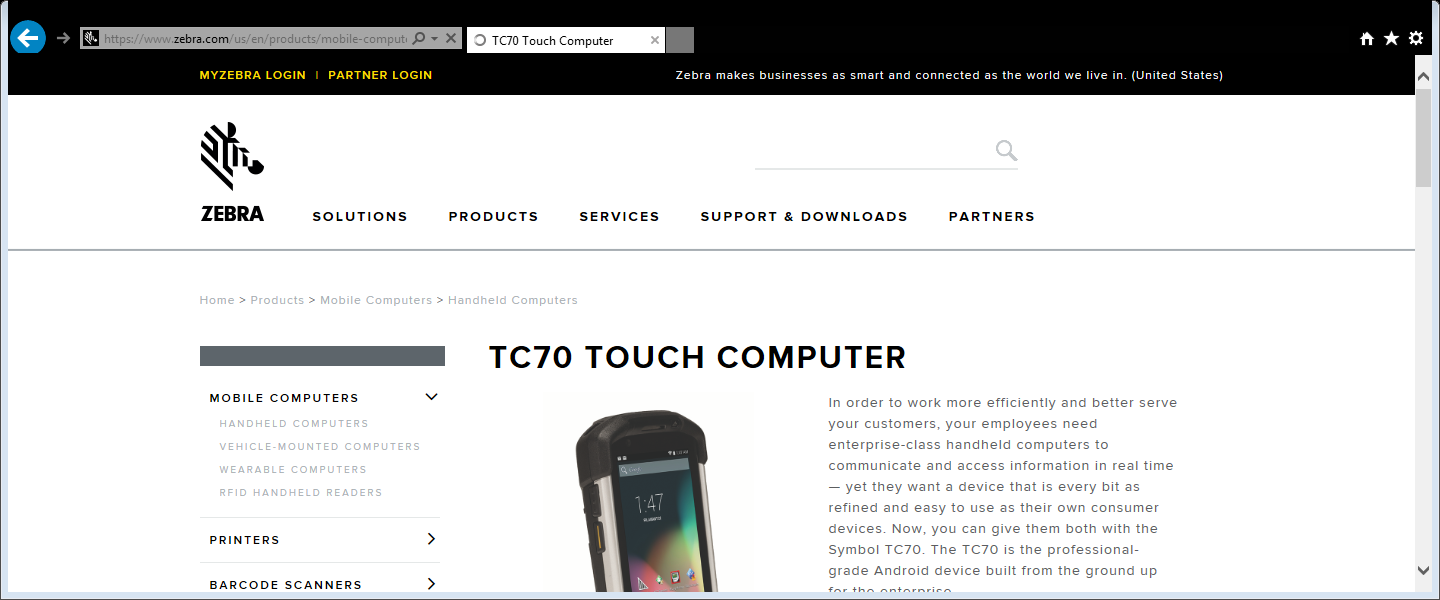 https://www.zebra.com/us/en/products/mobile-compute
TC70 Touch Computer
MYZEBRA LOGIN | PARTNER LOGIN
Zebra makes businesses as smart and connected as the world we live in. (United States)
ZEBRA
SOLUTIONS
PRODUCTS
SERVICES
SUPPORT & DOWNLOADS
PARTNERS
Home > Products > Mobile Computers > Handheld Computers
MOBILE COMPUTERS
HANDHELD COMPUTERS
VEHICLE-MOUNTED COMPUTERS
WEARABLE COMPUTERS
RFID HANDHELD READERS
PRINTERS
BARCODE SCANNERS
TC70 TOUCH COMPUTER
1:47
In order to work more efficiently and better serve
your customers, your employees need
enterprise-class handheld computers to
communicate and access information in real time
— yet they want a device that is every bit as
refined and easy to use as their own consumer
devices. Now, you can give them both with the
Symbol TC70. The TC70 is the professional-
grade Android device built from the ground up
for the enterprise.